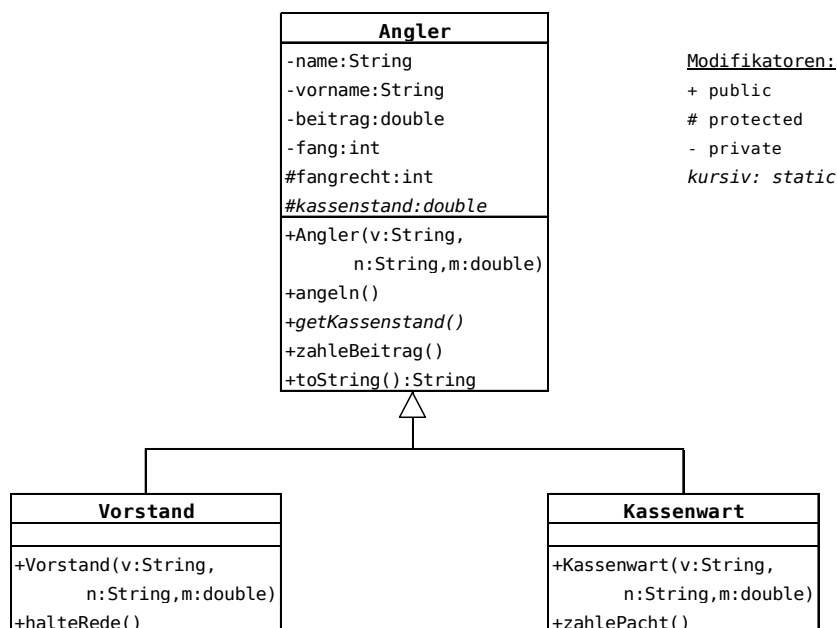 Angler
-name:String
-vorname:String
-beitrag:double
-fang:int
#fangrecht:int
#kassenstand:double
+Angler(v:String,
n:String,m:double)
+angeln()
+getKassenstand()
+zahleBeitrag()
+toString():String
Modifikatoren:
+ public
# protected
- private
kursiv: static
Vorstand
+Vorstand(v:String,
n:String,m:double)
+halteRede()
Kassenwart
+Kassenwart(v:String,
n:String,m:double)
+zahlePacht()